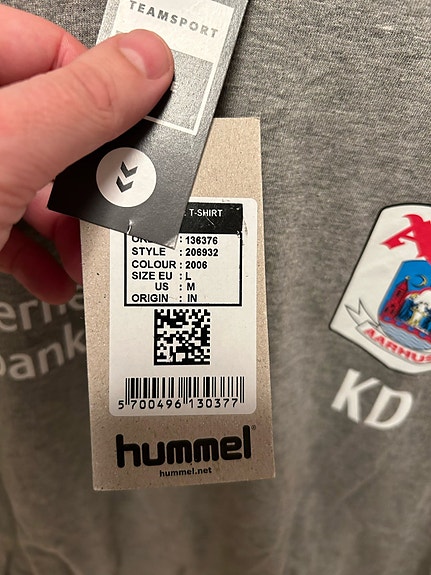 TEAMSPORT
T-SHIRT
: 136376
STYLE : 206932
COLOUR : 2006
SIZE EU : L
US : M
ORIGIN : IN
5 700496 130377
hummel
hummel.net
AARHUS
KD